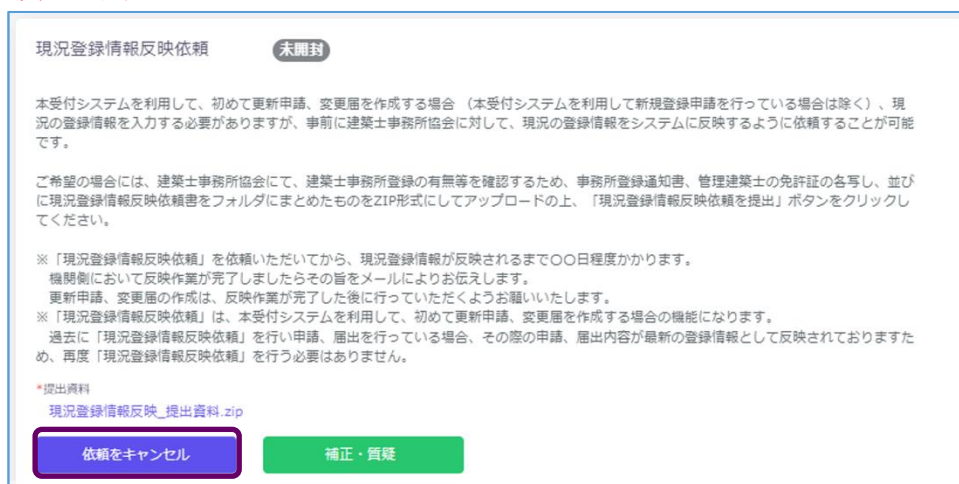 現況登録情報反映依頼 未開封
本受付システムを利用して、初めて更新申請、変更届を作成する場合 （本受付システムを利用して新規登録申請を行っている場合は除く）、現
況の登録情報を入力する必要がありますが、事前に建築士事務所協会に対して、現況の登録情報をシステムに反映するように依頼することが可能
です。
ご希望の場合には、建築士事務所協会にて、建築士事務所登録の有無等を確認するため、事務所登録通知書、管理建築士の免許証の各写し、並び
に現況登録情報反映依頼書をフォルダにまとめたものをZIP形式にしてアップロードの上、「現況登録情報反映依頼を提出」ボタンをクリックし
てください。
※「現況登録情報反映依頼」を依頼いただいてから、現況登録情報が反映されるまで〇〇日程度かかります。
機関側において反映作業が完了しましたらその旨をメールによりお伝えします。
更新申請、変更届の作成は、反映作業が完了した後に行っていただくようお願いいたします。
※「現況登録情報反映依頼」は、本受付システムを利用して、初めて更新申請、変更届を作成する場合の機能になります。
過去に「現況登録情報反映依頼」を行い申請、届出を行っている場合、その際の申請、届出内容が最新の登録情報として反映されておりますた
め、再度「現況登録情報反映依頼」を行う必要はありません。
*提出資料
現況登録情報反映_提出資料.zip
依頼をキャンセル 補正・質疑